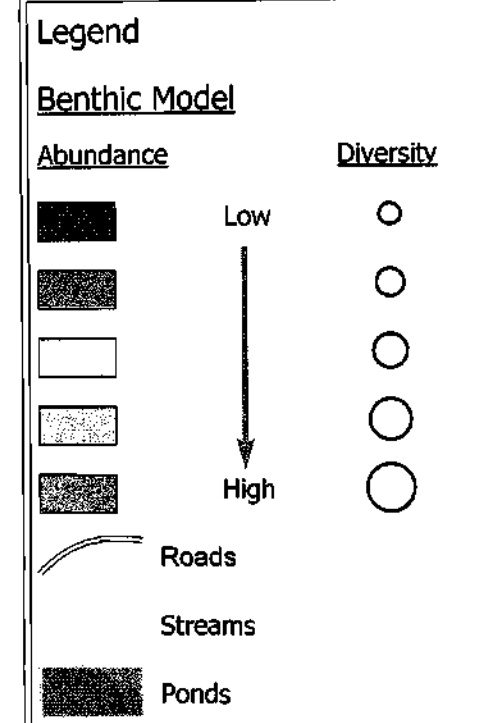 Legend
Benthic Model
Abundance Diversity
Low
High
Roads
Streams
Ponds